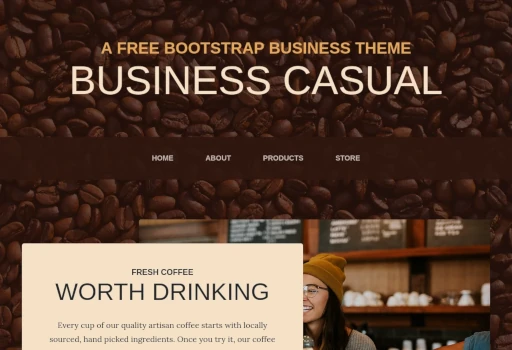 A FREE BOOTSTRAP BUSINESS THEME
BUSINESS CASUAL
HOME ABOUT PRODUCTS STORE
FRESH COFFEE
WORTH DRINKING
Every cup of our quality artisan coffee starts with locally
sourced, hand picked ingredients. Once you try it, our coffee